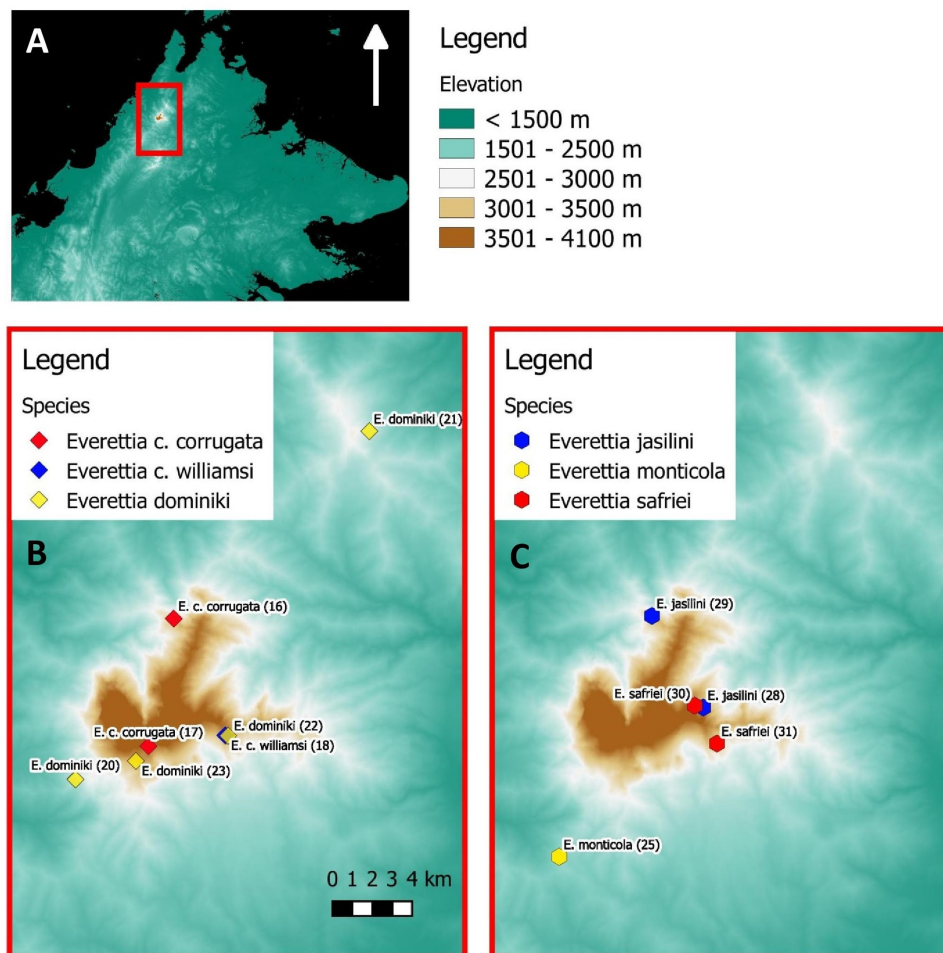 A
Legend
Elevation
< 1500 m
1501 - 2500 m
2501 - 3000 m
3001 - 3500 m
3501 - 4100 m
Legend
Species
Everettia c. corrugata
Everettia c. williamsi
Everettia dominiki
E. dominiki (21)
B
E. c. corrugata (16)
E. dominiki (22)
E. c. corrugata (17)
E. c. williamsi (18)
E. dominiki (20)
E. dominiki (23)
0 1 2 3 4 km
Legend
Species
Everettia jasilini
Everettia monticola
Everettia safriei
C
E. jasilini (29)
E. safriei (30)
E. jasilini (28)
E. safriei (31)
E. monticola (25)